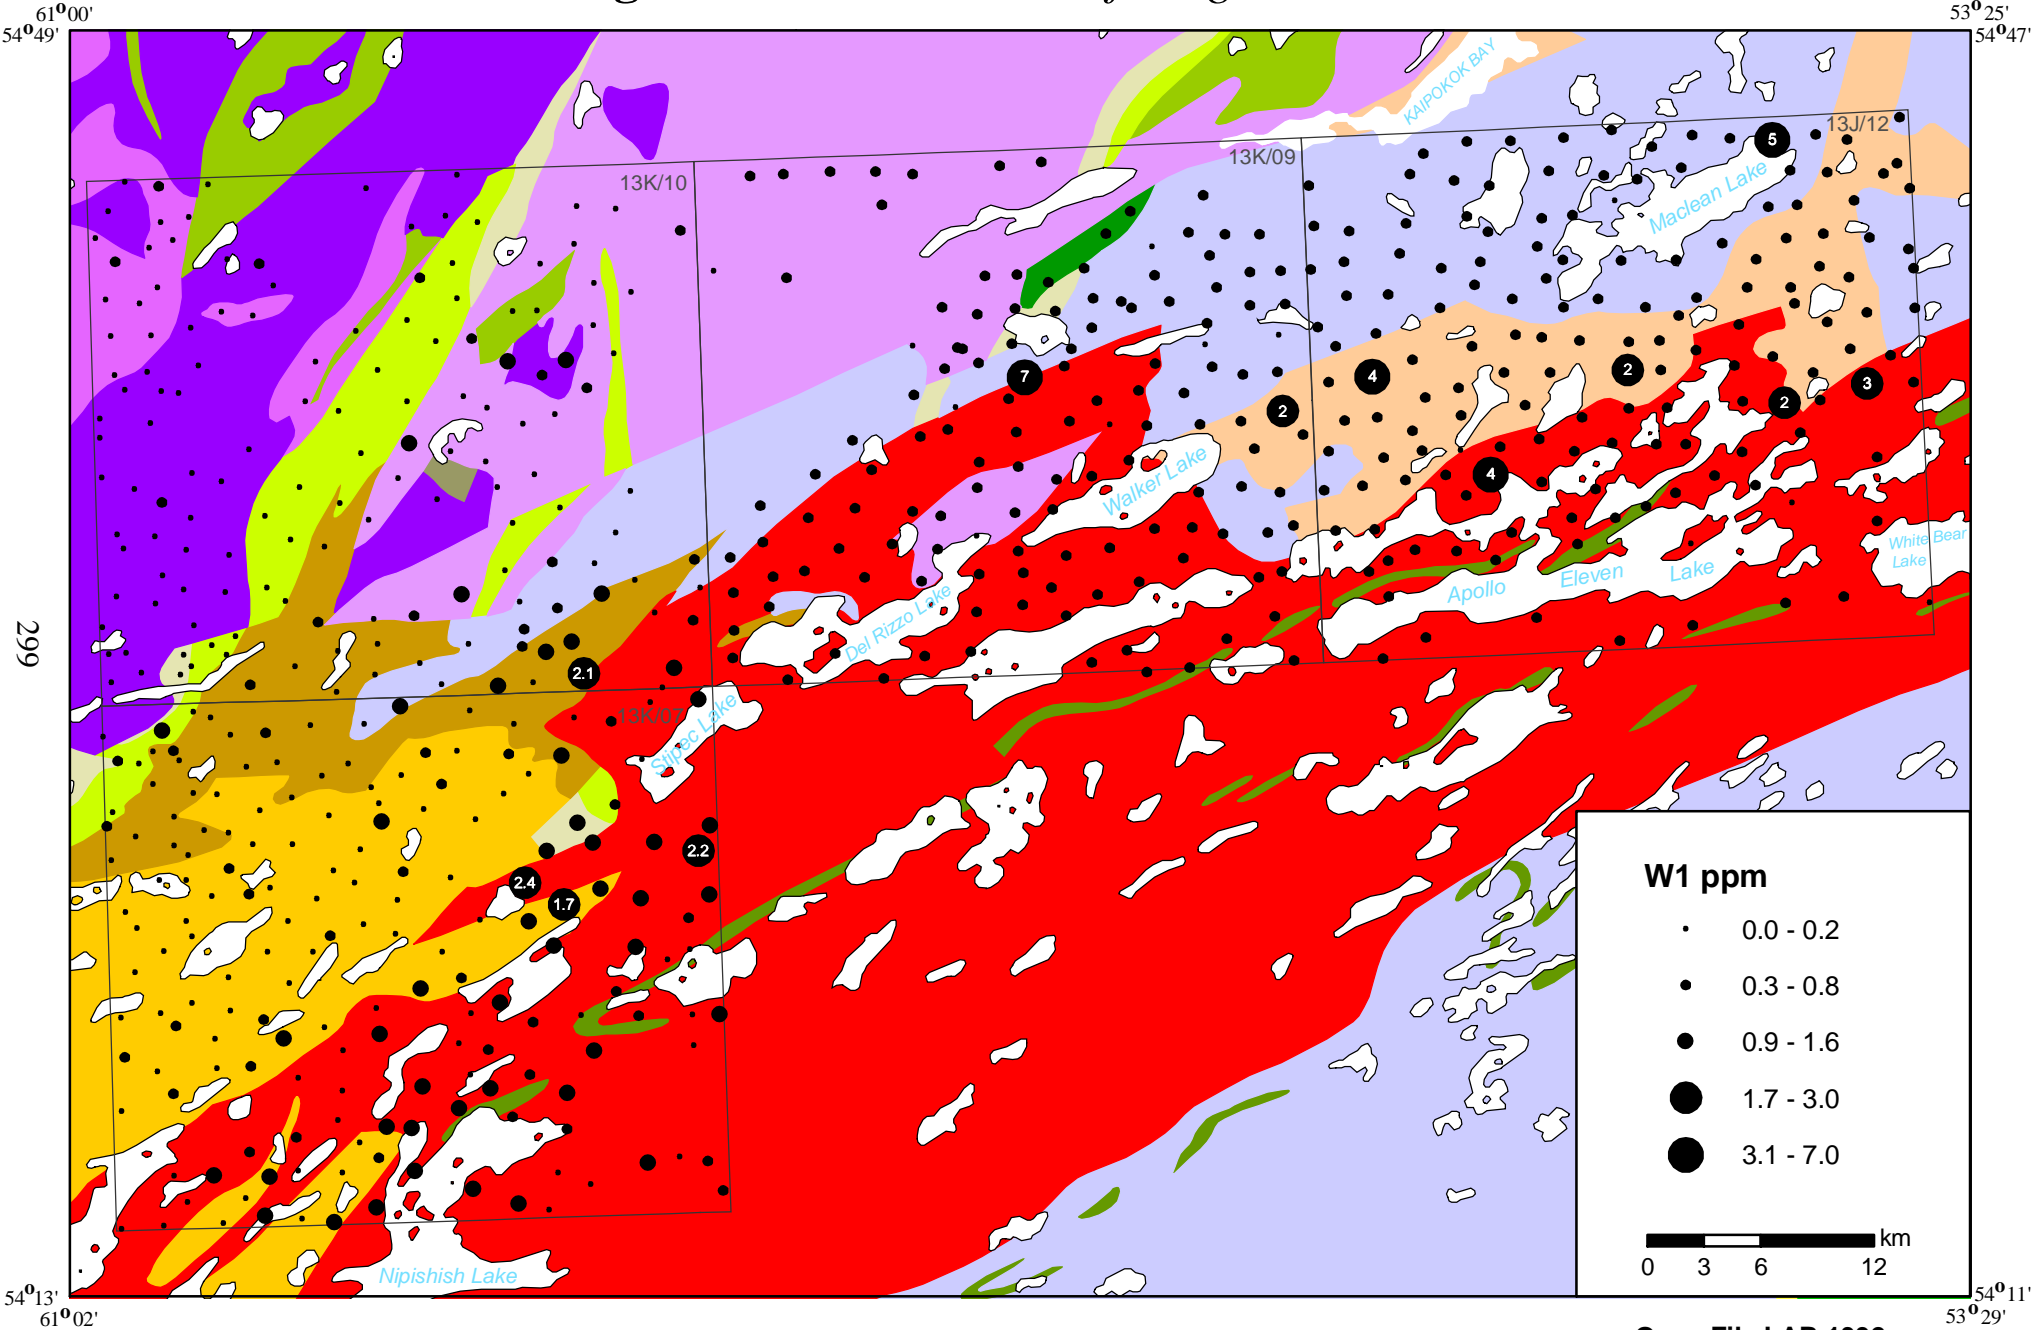 61°00'
53°25'
54°49'
54°47'
KAIPOKOK BAY
13J/12
5
13K/09
13K/10
Maclean Lake
7
4
2
3
2
2
4
Walker Lake
White Bear
Lake
Apollo Eleven Lake
Del Rizzo Lake
299
2.1
13K/07
Stipec Lake
2.2
2.4
1.7
W1 ppm
0.0 - 0.2
0.3 - 0.8
0.9 - 1.6
1.7 - 3.0
3.1 - 7.0
km
0 3 6 12
Nipishish Lake
54°13'
54°11'
61°02'
53°29'